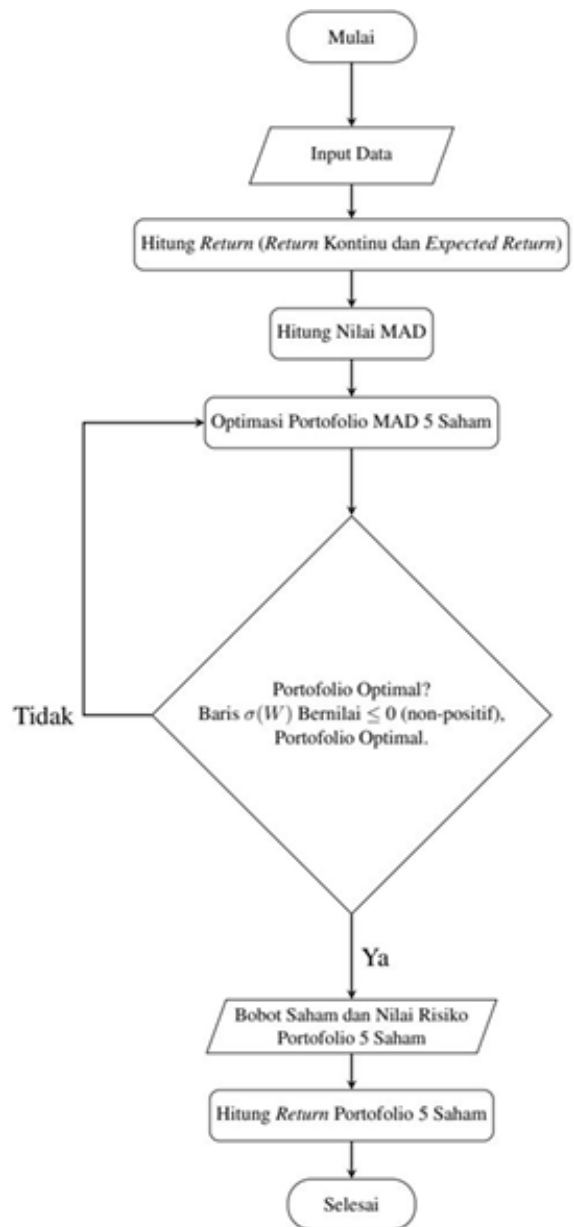 Mulai
Input Data
Hitung Return (Return Kontinu dan Expected Return)
Hitung Nilai MAD
Optimasi Portofolio MAD 5 Saham
Portofolio Optimal?
Baris σ(W) Bernilai ≤ 0 (non-positif),
Portofolio Optimal.
Tidak
Ya
Bobot Saham dan Nilai Risiko
Portofolio 5 Saham
Hitung Return Portofolio 5 Saham
Selesai